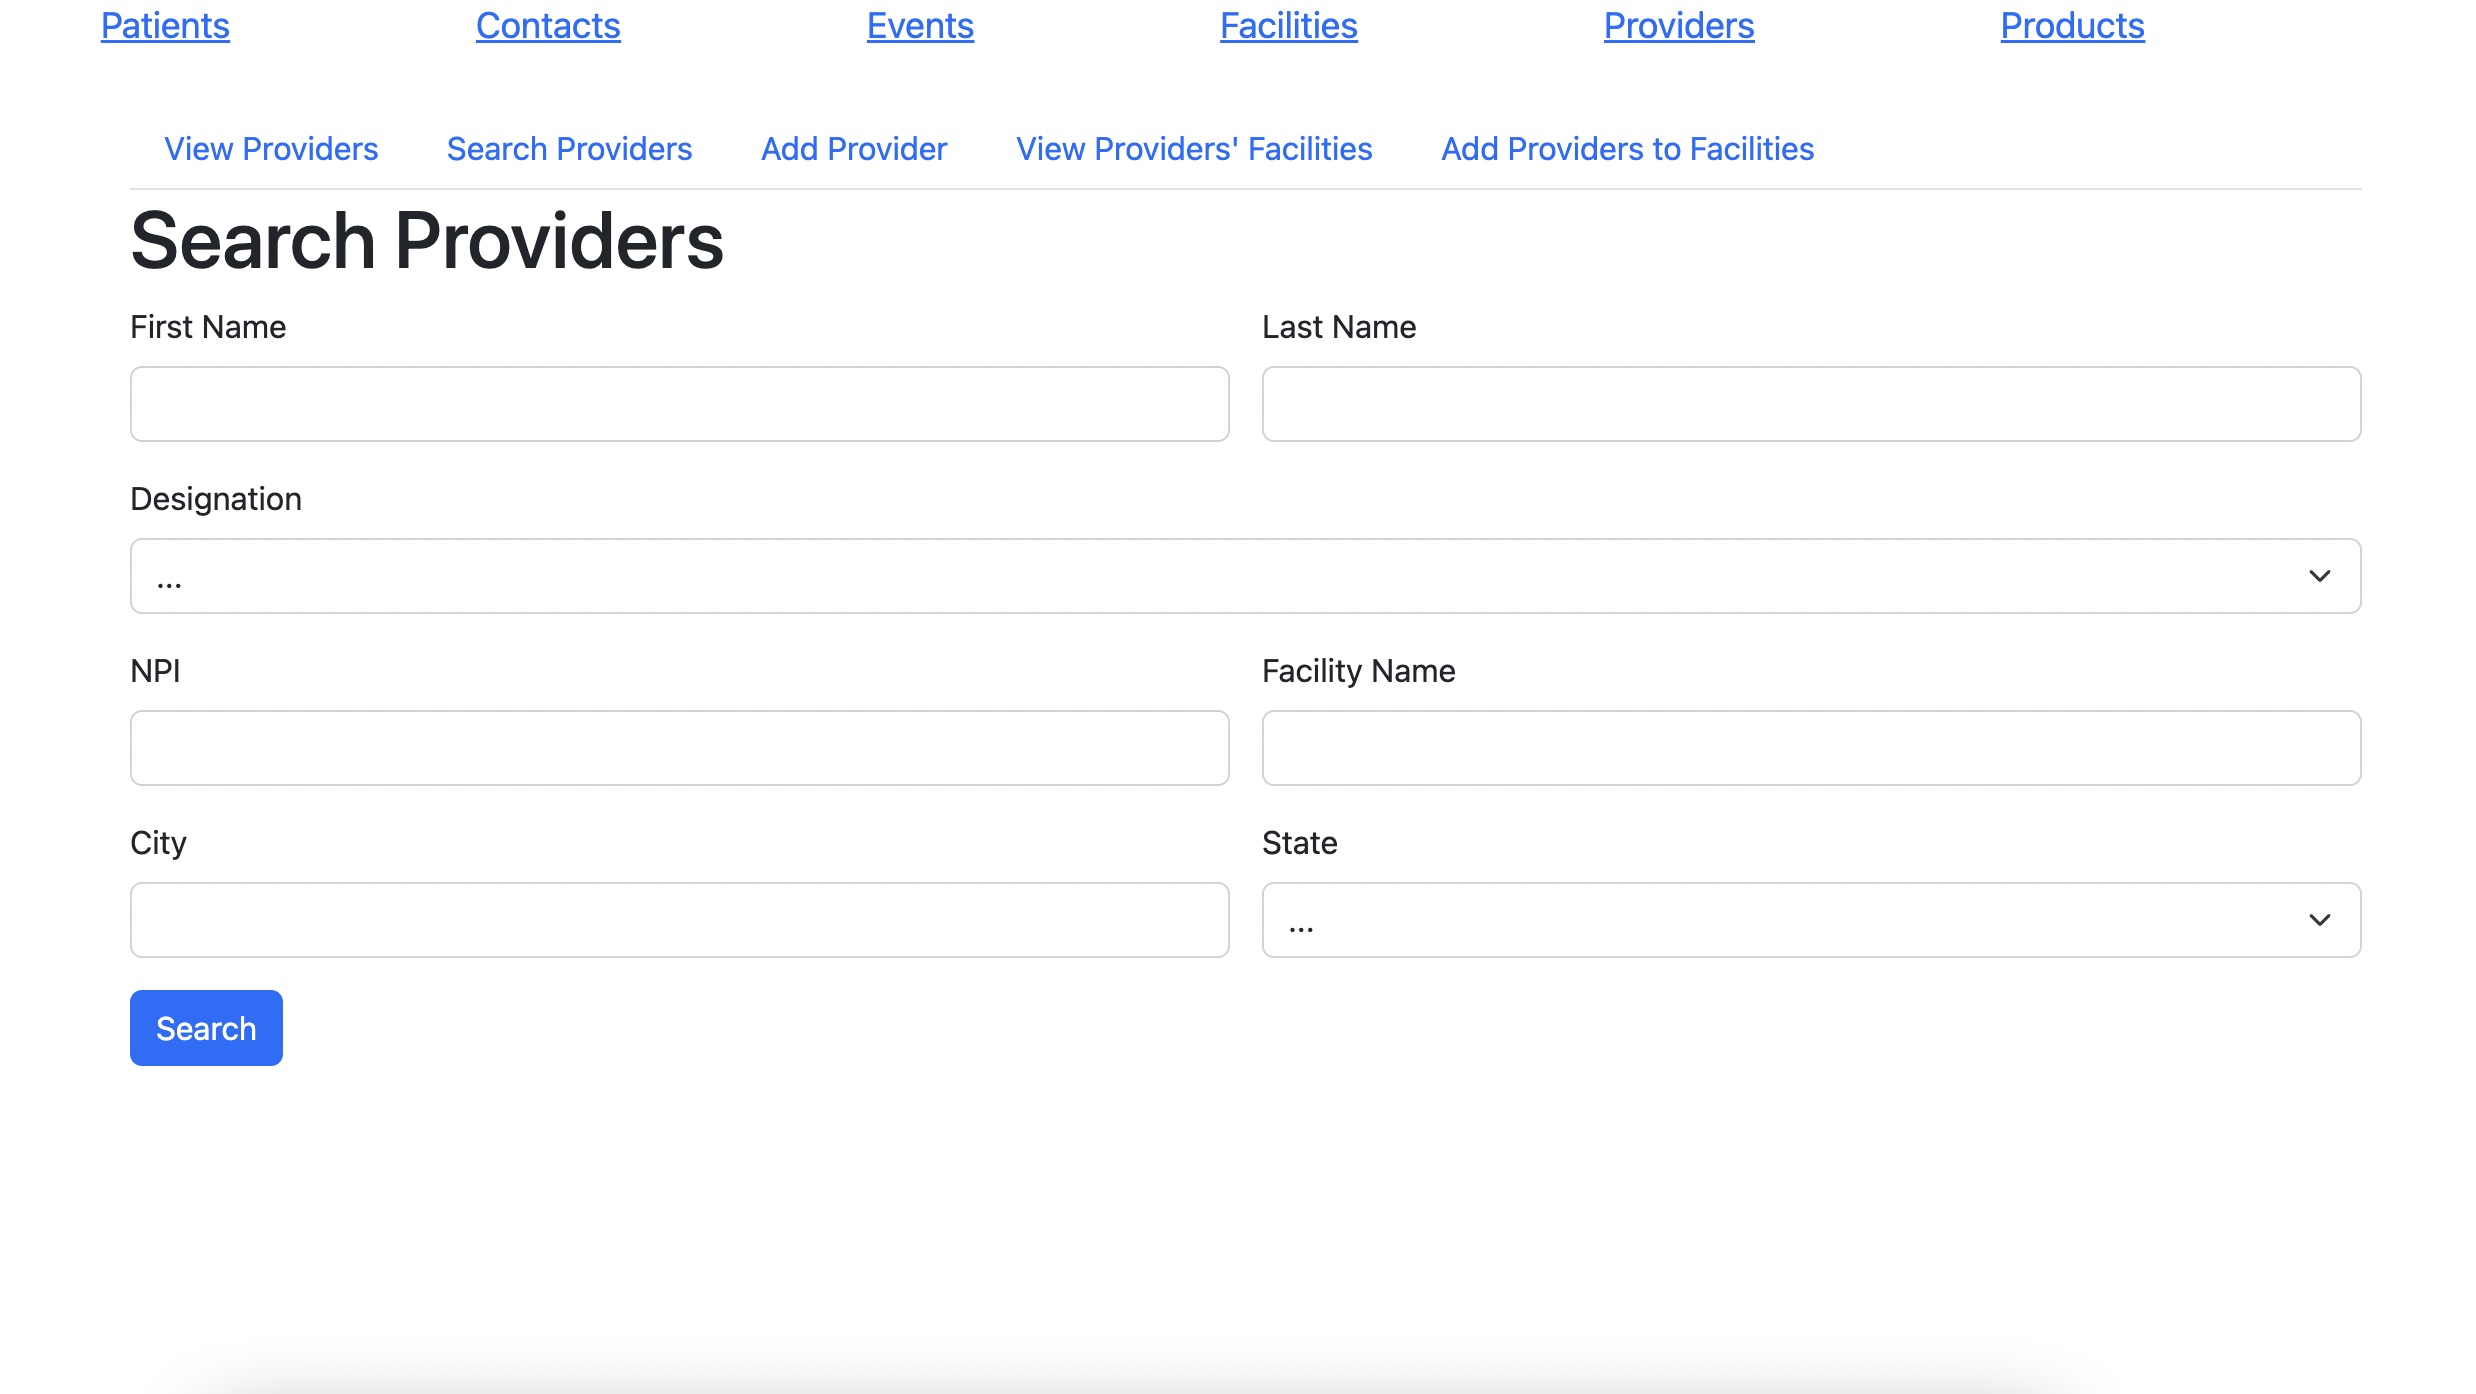 Patients Contacts Events Facilities Providers Products
View Providers Search Providers Add Provider View Providers' Facilities Add Providers to Facilities
Search Providers
First Name Last Name
Designation
...
NPI Facility Name
City State
...
Search